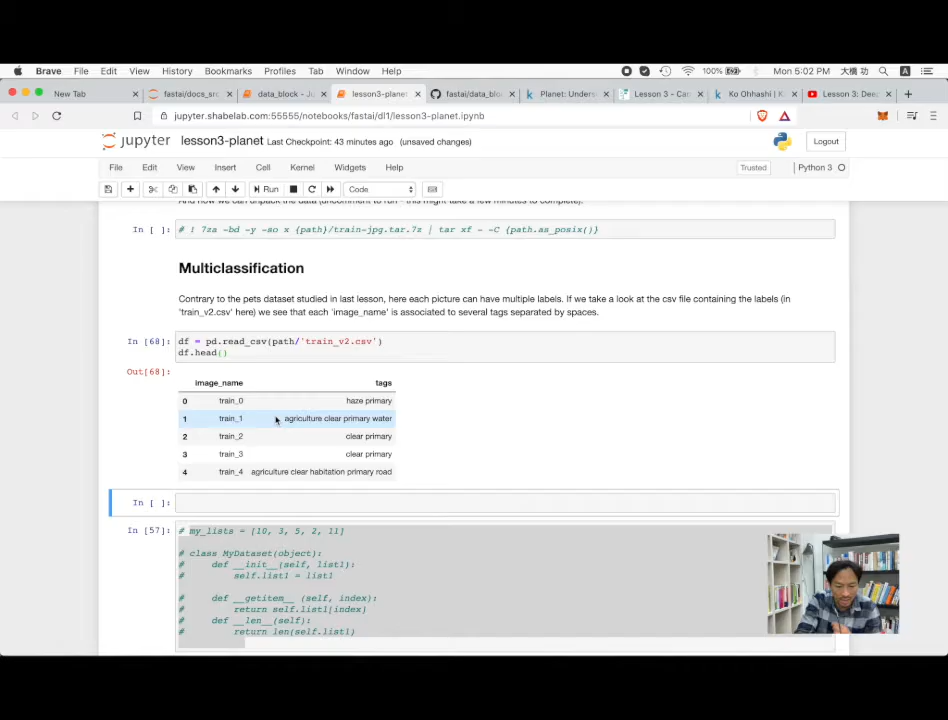 Brave File Edit View History Bookmarks Profiles Tab Window Help 100% Mon 5:02 PM 大橋 功 A
New Tab fastai/docs_src data_block - Ju lesson3-planet fastai/data_blo Planet: Unders Lesson 3 - Cam Ko Ohhashi | K Lesson 3: Dee
jupyter.shabelab.com:55555/notebooks/fastai/dl1/lesson3-planet.ipynb
jupyter lesson3-planet Last Checkpoint: 43 minutes ago (unsaved changes) Logout
File Edit View Insert Cell Kernel Widgets Help Trusted Python 3
Run Code
And now we can unpack the data (uncomment to run - this might take a few minutes to complete).
In [ ]: # ! 7za -bd -y -so x {path}/train-jpg.tar.7z | tar xf - -C {path.as_posix()}
Multiclassification
Contrary to the pets dataset studied in last lesson, here each picture can have multiple labels. If we take a look at the csv file containing the labels (in
'train_v2.csv' here) we see that each 'image_name' is associated to several tags separated by spaces.
In [68]: df = pd.read_csv(path/'train_v2.csv')
df.head()
Out[68]:
image_name tags
0 train_0 haze primary
1 train_1 agriculture clear primary water
2 train_2 clear primary
3 train_3 clear primary
4 train_4 agriculture clear habitation primary road
In [ ]:
In [57]: # my_lists = [10, 3, 5, 2, 11]
# class MyDataset(object):
# def __init__(self, list1):
# self.list1 = list1
# def __getitem__ (self, index):
# return self.list1[index]
# def __len__(self):
# return len(self.list1)